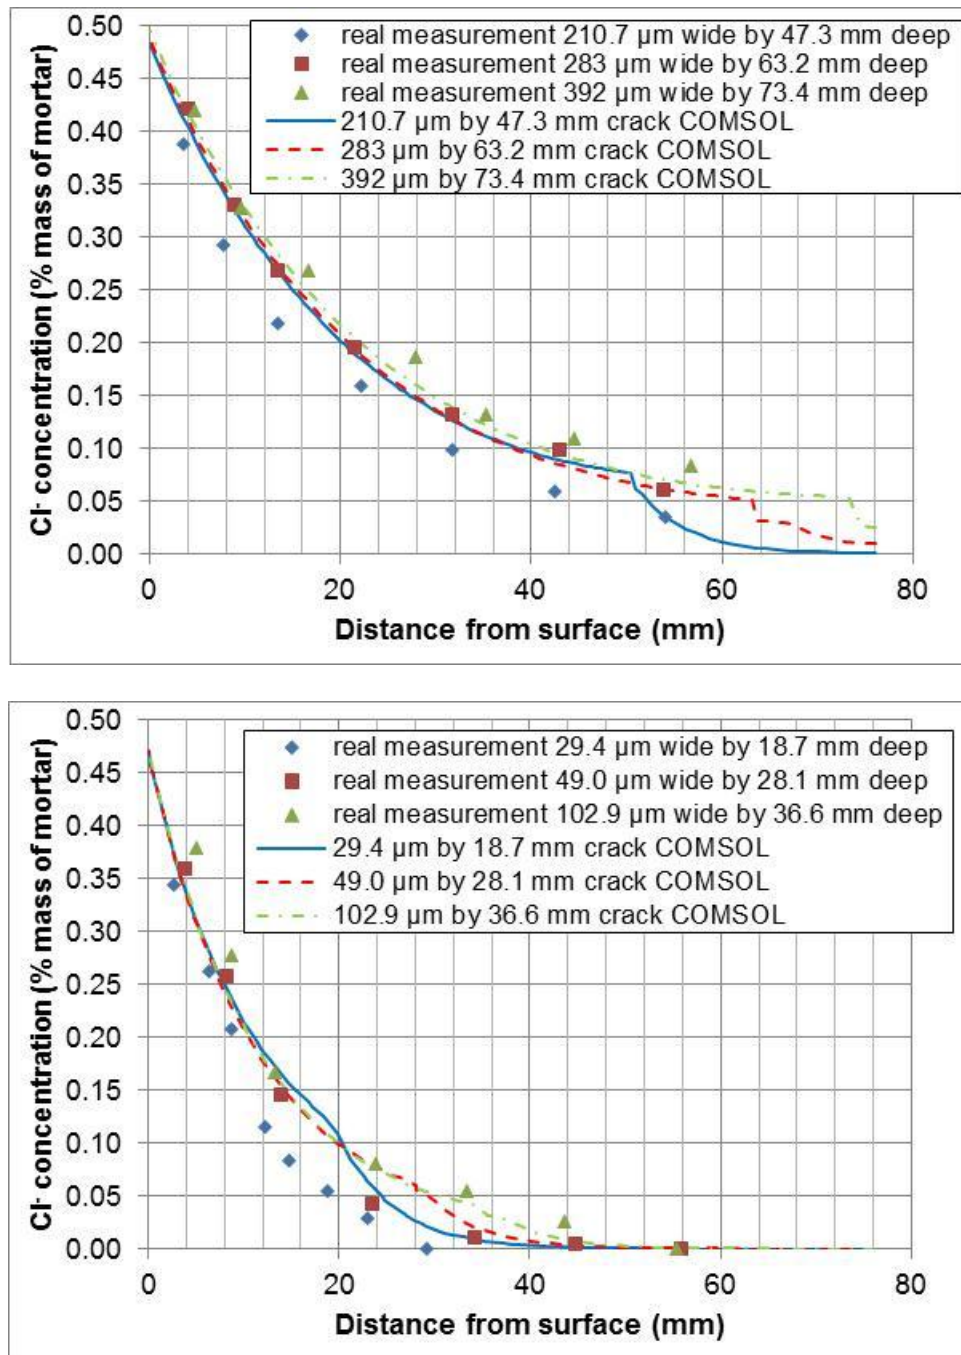 0.50
0.45
0.40
0.35
0.30
0.25
0.20
0.15
0.10
0.05
0.00
Cl- concentration (% mass of mortar)
real measurement 210.7 µm wide by 47.3 mm deep
real measurement 283 µm wide by 63.2 mm deep
real measurement 392 µm wide by 73.4 mm deep
210.7 µm by 47.3 mm crack COMSOL
283 µm by 63.2 mm crack COMSOL
392 µm by 73.4 mm crack COMSOL
0 20 40 60 80
Distance from surface (mm)
0.50
0.45
0.40
0.35
0.30
0.25
0.20
0.15
0.10
0.05
0.00
Cl- concentration (% mass of mortar)
real measurement 29.4 µm wide by 18.7 mm deep
real measurement 49.0 µm wide by 28.1 mm deep
real measurement 102.9 µm wide by 36.6 mm deep
29.4 µm by 18.7 mm crack COMSOL
49.0 µm by 28.1 mm crack COMSOL
102.9 µm by 36.6 mm crack COMSOL
0 20 40 60 80
Distance from surface (mm)